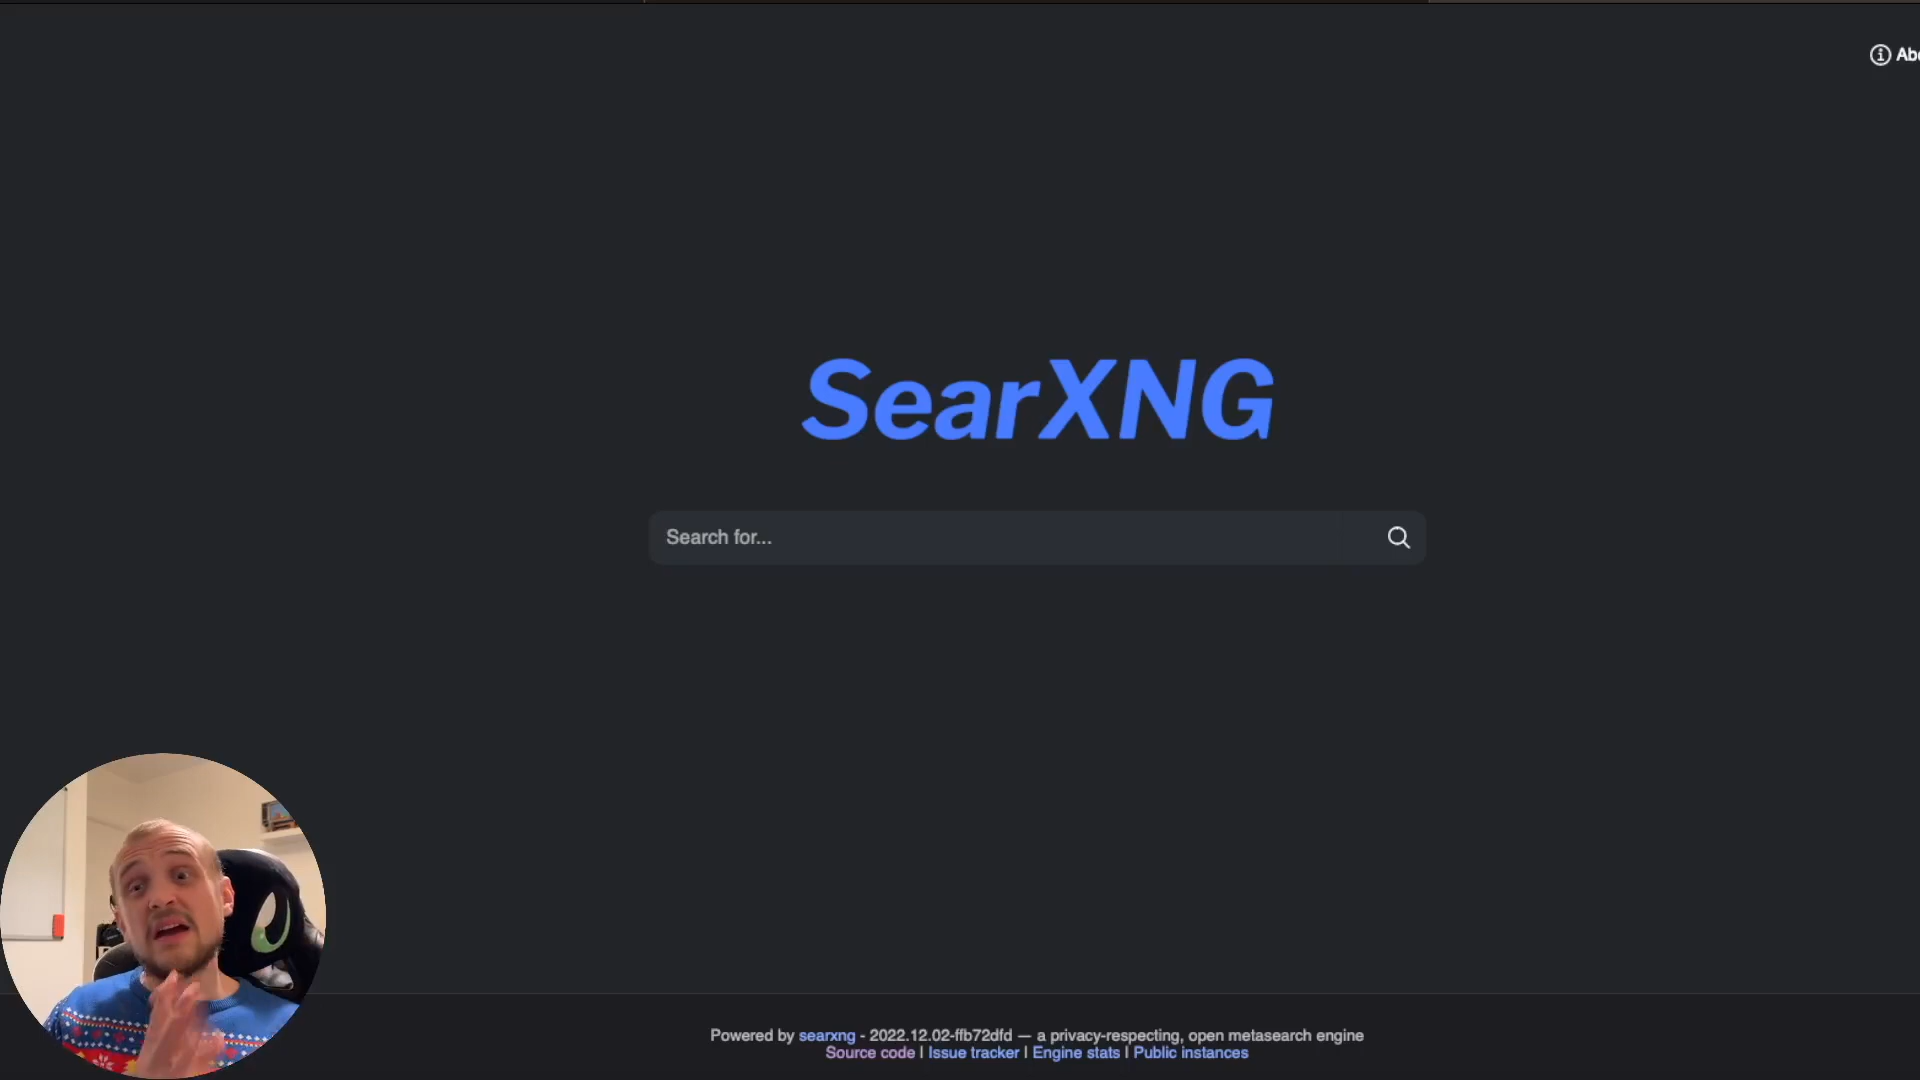 Abo
SearXNG
Search for...
Powered by searxng - 2022.12.02-ffb72dfd — a privacy-respecting, open metasearch engine
Source code | Issue tracker | Engine stats | Public instances